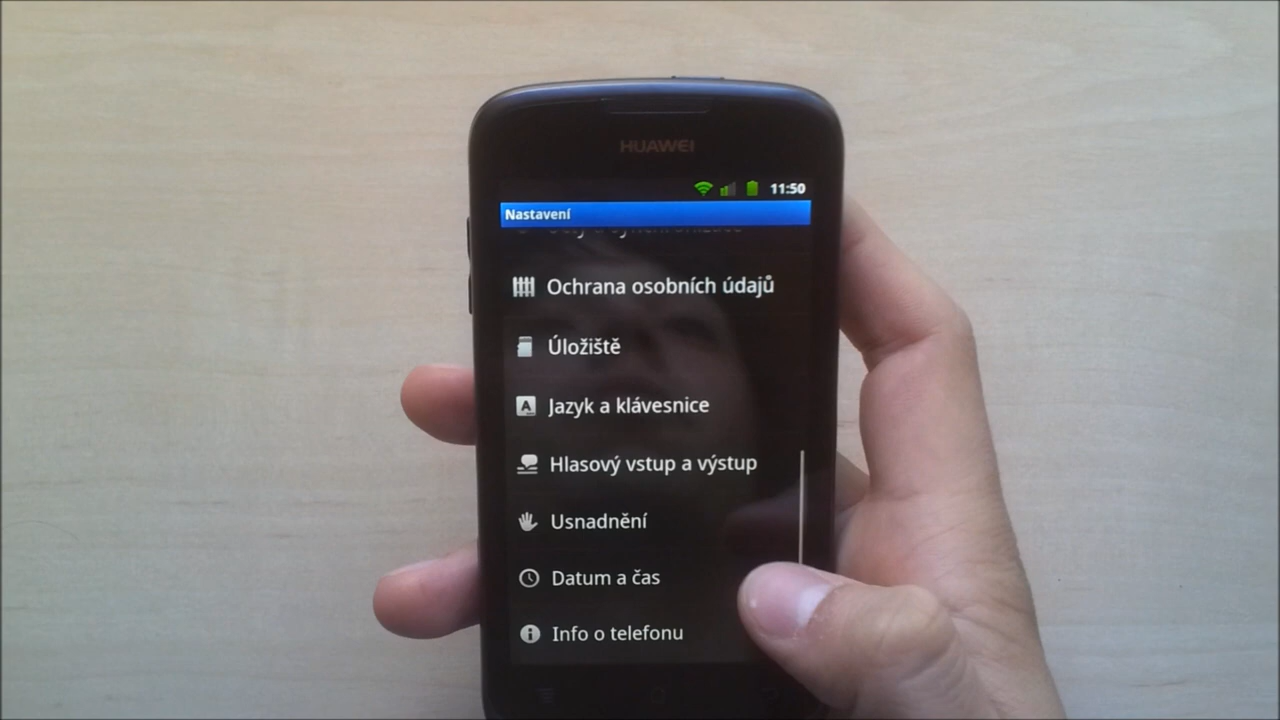 HUAWEI
11:50
Nastavení
Ochrana osobních údajů
Úložiště
Jazyk a klávesnice
Hlasový vstup a výstup
Usnadnění
Datum a čas
Info o telefonu